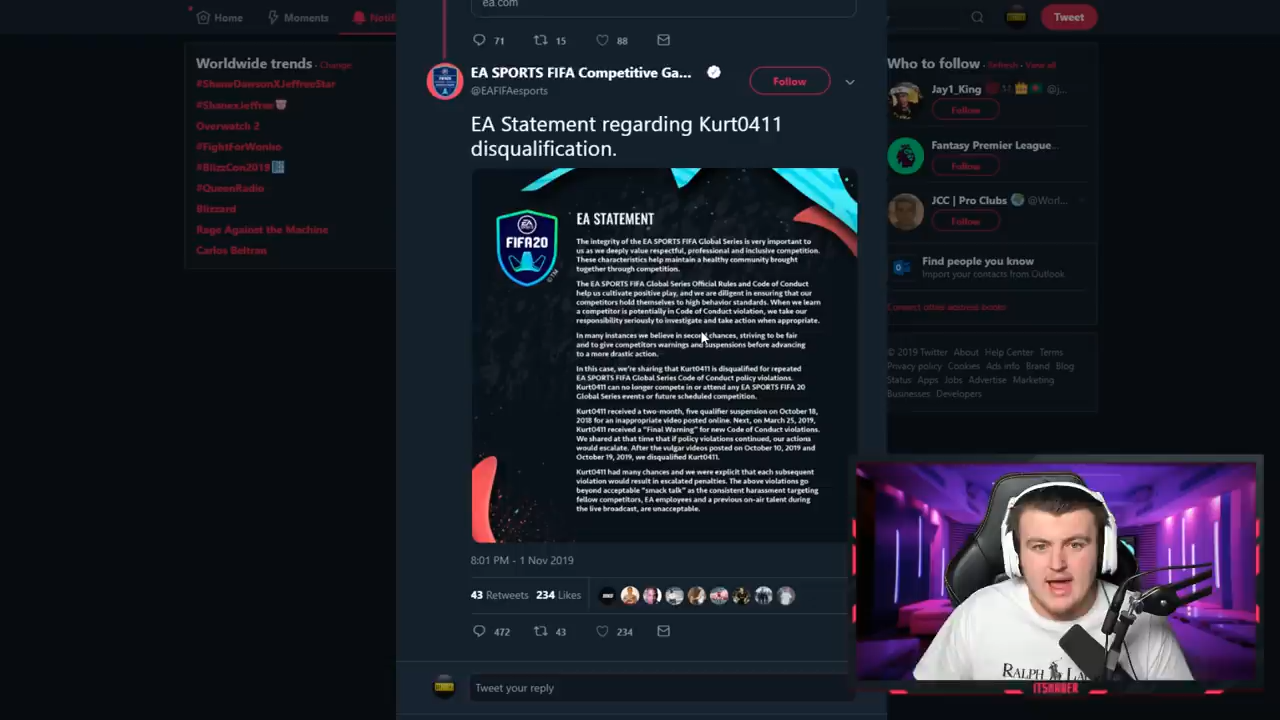 Home
Moments
Tweet
Worldwide trends · Change
#ShaneDawsonXJeffreeStar
#ShanexJeffree
Overwatch 2
#FightForWonho
#BlizzCon2019
#QueenRadio
Blizzard
Rage Against the Machine
Carlos Beltran
ea.com
71 15 88
EA SPORTS FIFA Competitive Ga...
@EAFIFAesports
Follow
EA Statement regarding Kurt0411
disqualification.
EA
FIFA20
EA STATEMENT
The integrity of the EA SPORTS FIFA Global Series is very important to
us as we deeply value respectful, professional and inclusive competition.
These characteristics help maintain a healthy community brought
together through competition.
The EA SPORTS FIFA Global Series Official Rules and Code of Conduct
help us cultivate positive play, and we are diligent in ensuring that our
competitors hold themselves to high behavior standards. When we learn
a competitor is potentially in Code of Conduct violation, we take our
responsibility seriously to investigate and take action when appropriate.
In many instances we believe in second chances, striving to be fair
and to give competitors warnings and suspensions before advancing
to a more drastic action.
In this case, we're sharing that Kurt0411 is disqualified for repeated
EA SPORTS FIFA Global Series Code of Conduct policy violations.
Kurt0411 can no longer compete in or attend any EA SPORTS FIFA 20
Global Series events or future scheduled competition.
Kurt0411 received a two-month, five qualifier suspension on October 18,
2018 for an inappropriate video posted online. Next, on March 25, 2019,
Kurt0411 received a "Final Warning" for new Code of Conduct violations.
We shared at that time that if policy violations continued, our actions
would escalate. After the vulgar videos posted on October 10, 2019 and
October 19, 2019, we disqualified Kurt0411.
Kurt0411 had many chances and we were explicit that each subsequent
violation would result in escalated penalties. The above violations go
beyond acceptable "smack talk" as the consistent harassment targeting
fellow competitors, EA employees and a previous on-air talent during
the live broadcast, are unacceptable.
8:01 PM - 1 Nov 2019
43 Retweets 234 Likes
472 43 234
Tweet your reply
Who to follow · Refresh · View all
Jay1_King
Follow
Fantasy Premier League...
Follow
JCC | Pro Clubs @Worl...
Follow
Find people you know
Import your contacts from Outlook
Connect other address books
© 2019 Twitter About Help Center Terms
Privacy policy Cookies Ads info Brand Blog
Status Apps Jobs Advertise Marketing
Businesses Developers
RALPH LA
ITSHABER